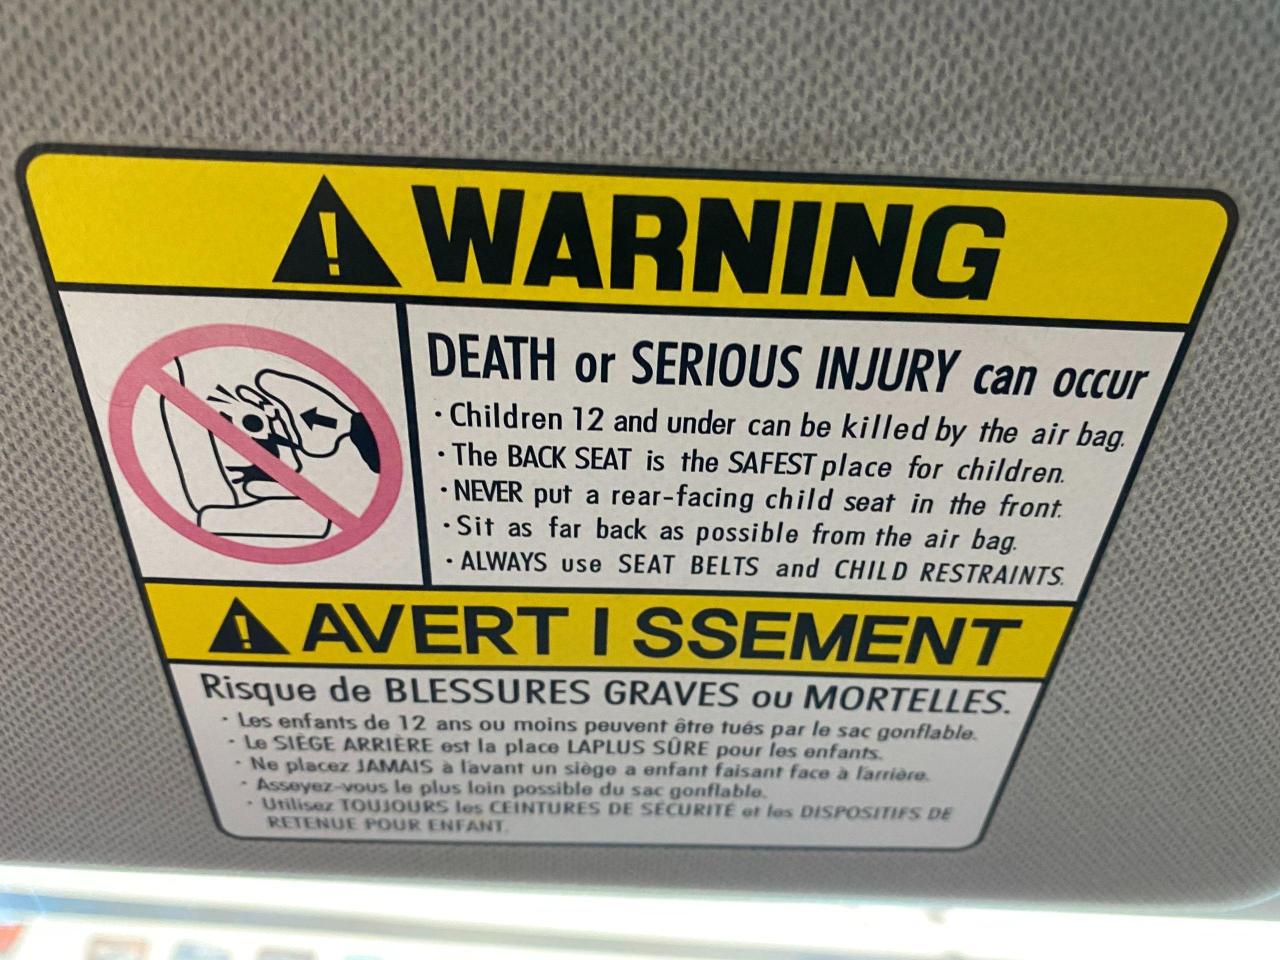 WARNING
DEATH or SERIOUS INJURY can occur
· Children 12 and under can be killed by the air bag.
· The BACK SEAT is the SAFEST place for children.
· NEVER put a rear-facing child seat in the front.
· Sit as far back as possible from the air bag.
· ALWAYS use SEAT BELTS and CHILD RESTRAINTS.
AVERTISSEMENT
Risque de BLESSURES GRAVES ou MORTELLES.
· Les enfants de 12 ans ou moins peuvent être tués par le sac gonflable.
· Le SIÈGE ARRIÈRE est la place LAPLUS SÛRE pour les enfants.
· Ne placez JAMAIS à l'avant un siège a enfant faisant face à l'arrière.
· Asseyez-vous le plus loin possible du sac gonflable.
· Utilisez TOUJOURS les CEINTURES DE SÉCURITÉ et les DISPOSITIFS DE
RETENUE POUR ENFANT.